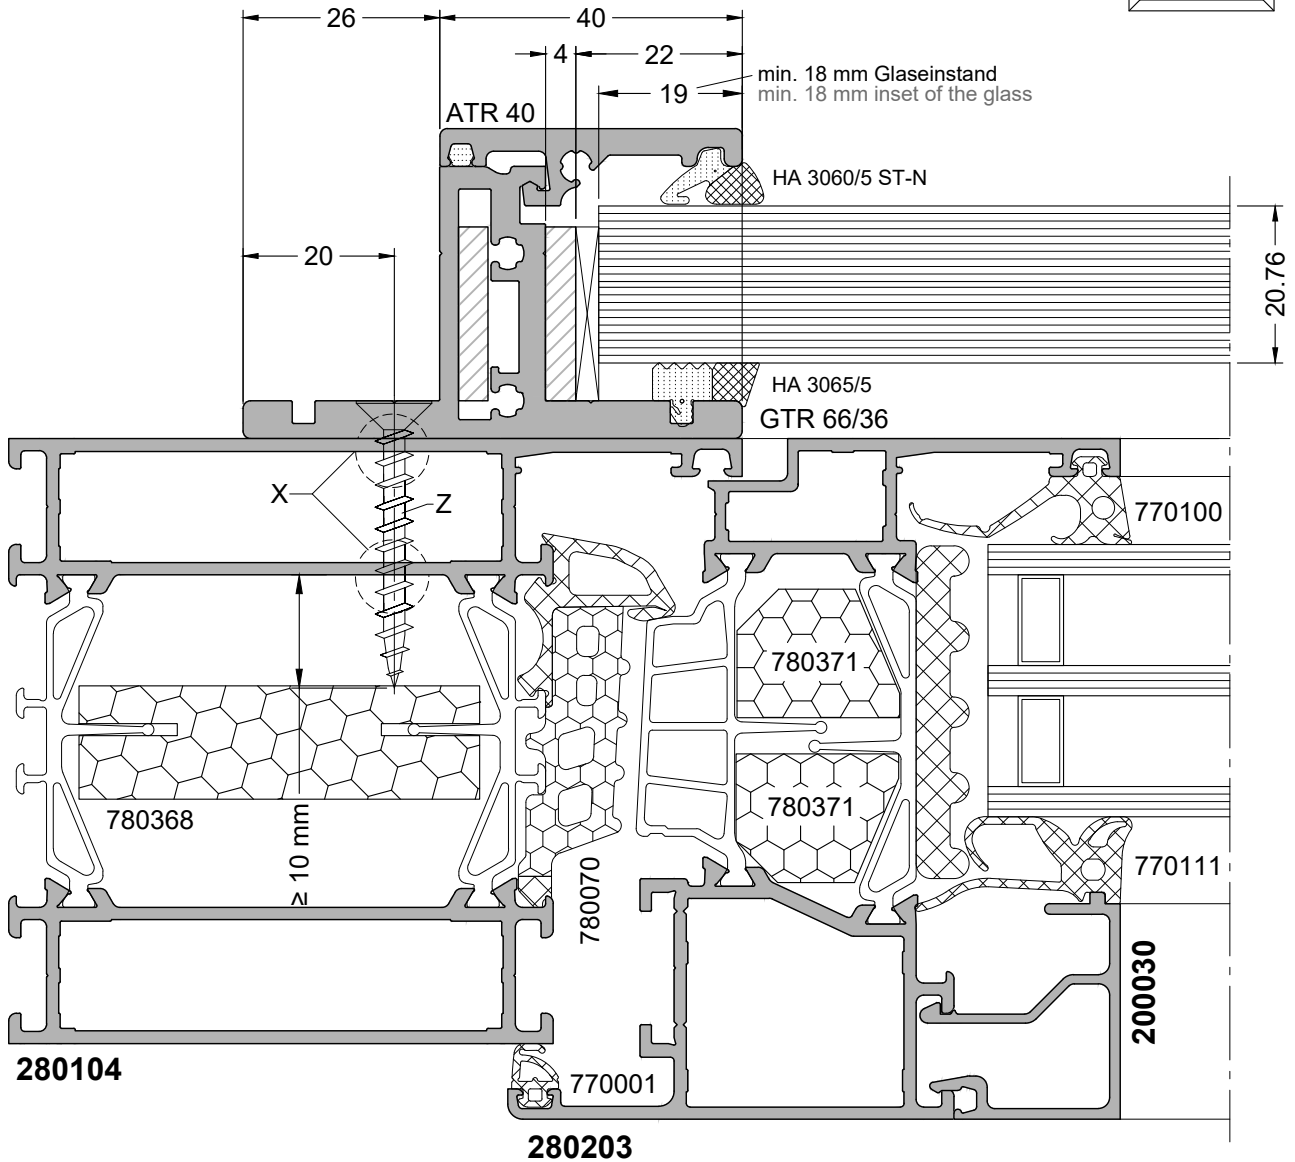 26
40
4
22
min. 18 mm Glaseinstand
19
min. 18 mm inset of the glass
ATR 40
HA 3060/5 ST-N
20
20.76
HA 3065/5
GTR 66/36
X
Z
770100
780371
780371
780368
≥ 10 mm
780070
770111
200030
280104
770001
280203